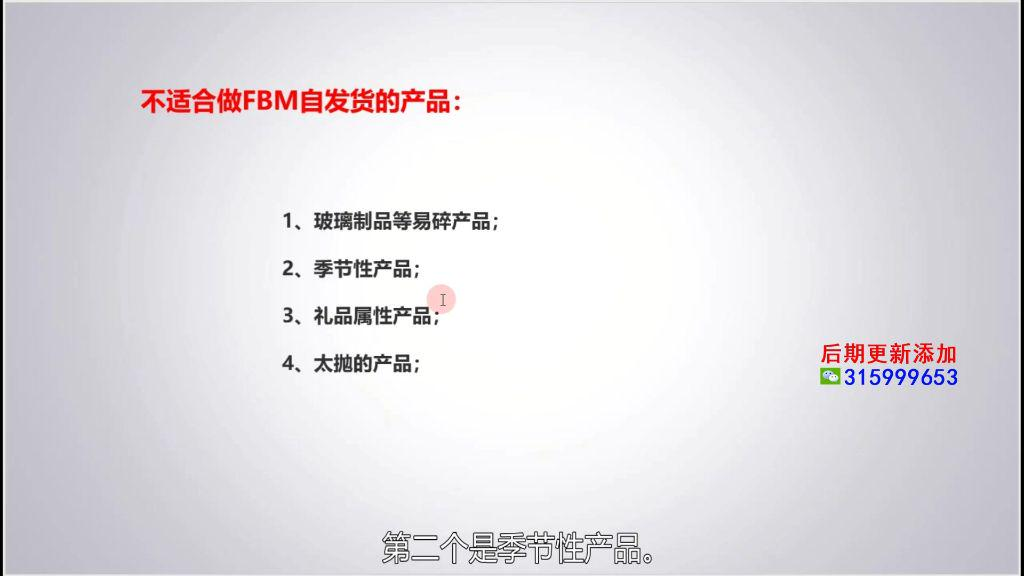 不适合做FBM自发货的产品：
1、玻璃制品等易碎产品；
2、季节性产品；
3、礼品属性产品；
4、太抛的产品；
后期更新添加
315999653
第二个是季节性产品。